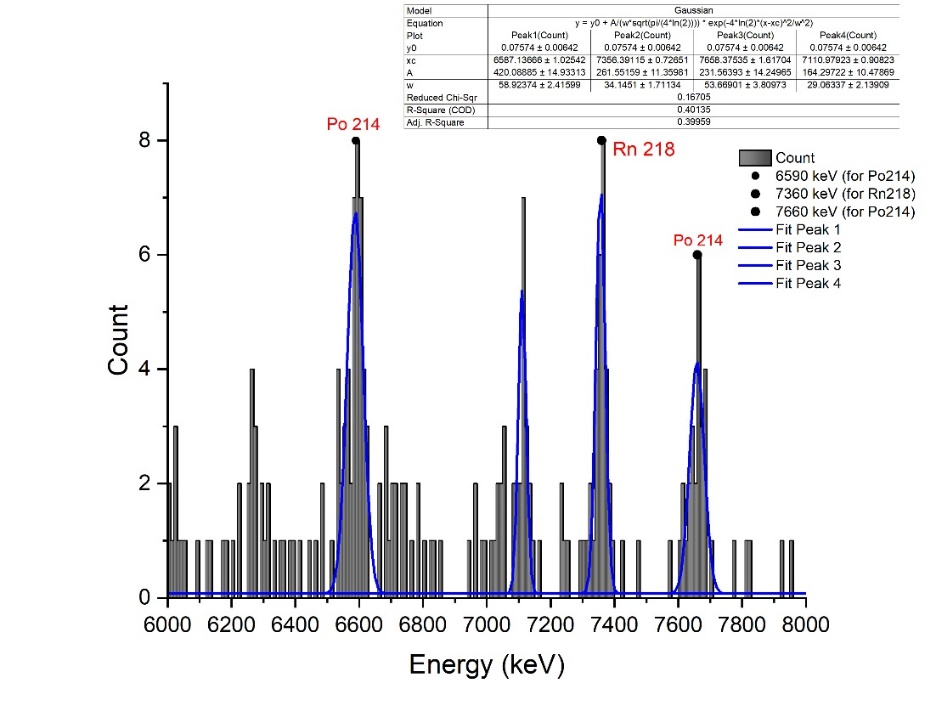 Model Gaussian
Equation y = y0 + A/(w*sqrt(pi/(4*ln(2)))) * exp(-4*ln(2)*(x-xc)^2/w^2)
Plot Peak1(Count) Peak2(Count) Peak3(Count) Peak4(Count)
y0 0.07574 ± 0.00642 0.07574 ± 0.00642 0.07574 ± 0.00642 0.07574 ± 0.00642
xc 6587.13666 ± 1.02542 7356.39115 ± 0.72651 7658.37535 ± 1.61704 7110.97923 ± 0.90823
A 420.08885 ± 14.93313 261.55159 ± 11.35981 231.56393 ± 14.24965 164.29722 ± 10.47869
w 58.92374 ± 2.41599 34.1451 ± 1.71134 53.66901 ± 3.80973 29.06337 ± 2.13909
Reduced Chi-Sqr 0.16705
R-Square (COD) 0.40135
Adj. R-Square 0.39959
Po 214
Rn 218
Po 214
Count
6590 keV (for Po214)
7360 keV (for Rn218)
7660 keV (for Po214)
Fit Peak 1
Fit Peak 2
Fit Peak 3
Fit Peak 4
Count
8
6
4
2
0
6000 6200 6400 6600 6800 7000 7200 7400 7600 7800 8000
Energy (keV)